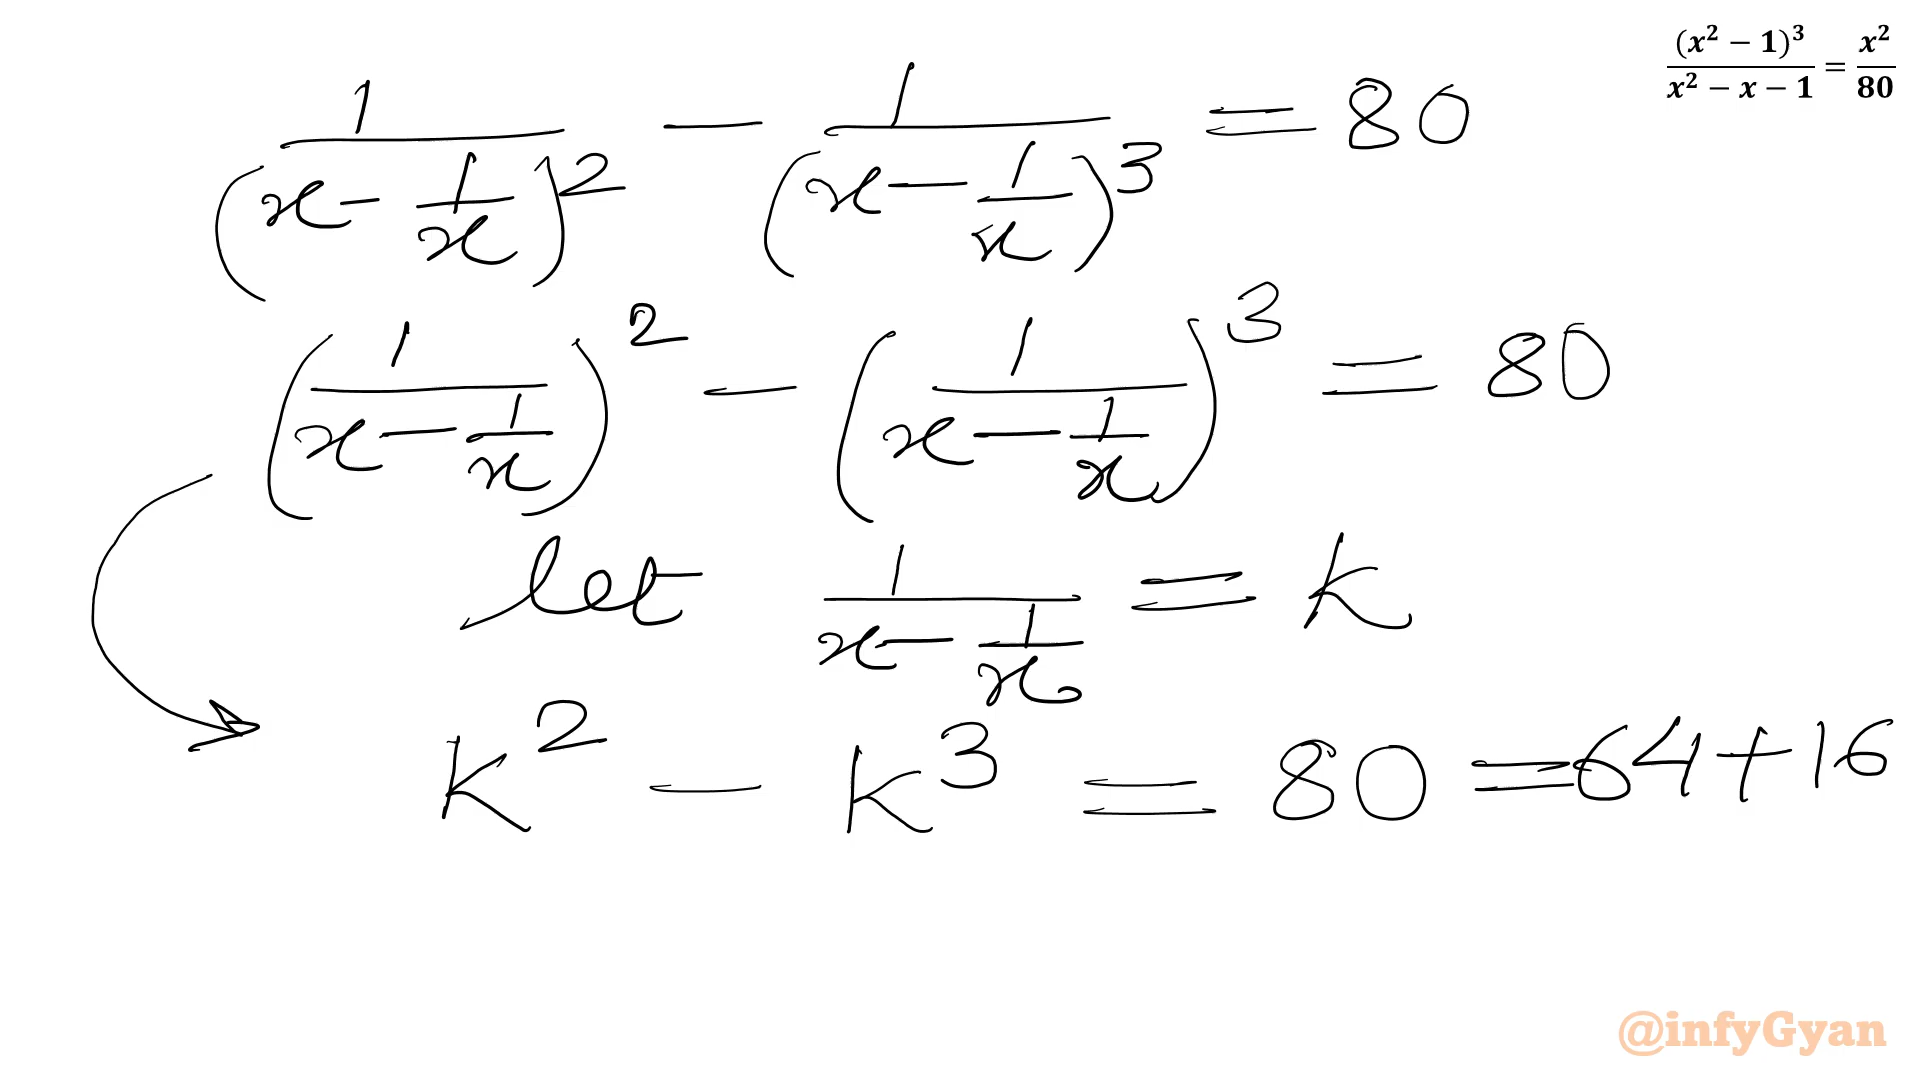 (x² − 1)³/(x² − x − 1) = x²/80
1/(x − 1/x)² − 1/(x − 1/x)³ = 80
(1/(x − 1/x))² − (1/(x − 1/x))³ = 80
let 1/(x − 1/x) = k
k² − k³ = 80 = 64 + 16
@infyGyan